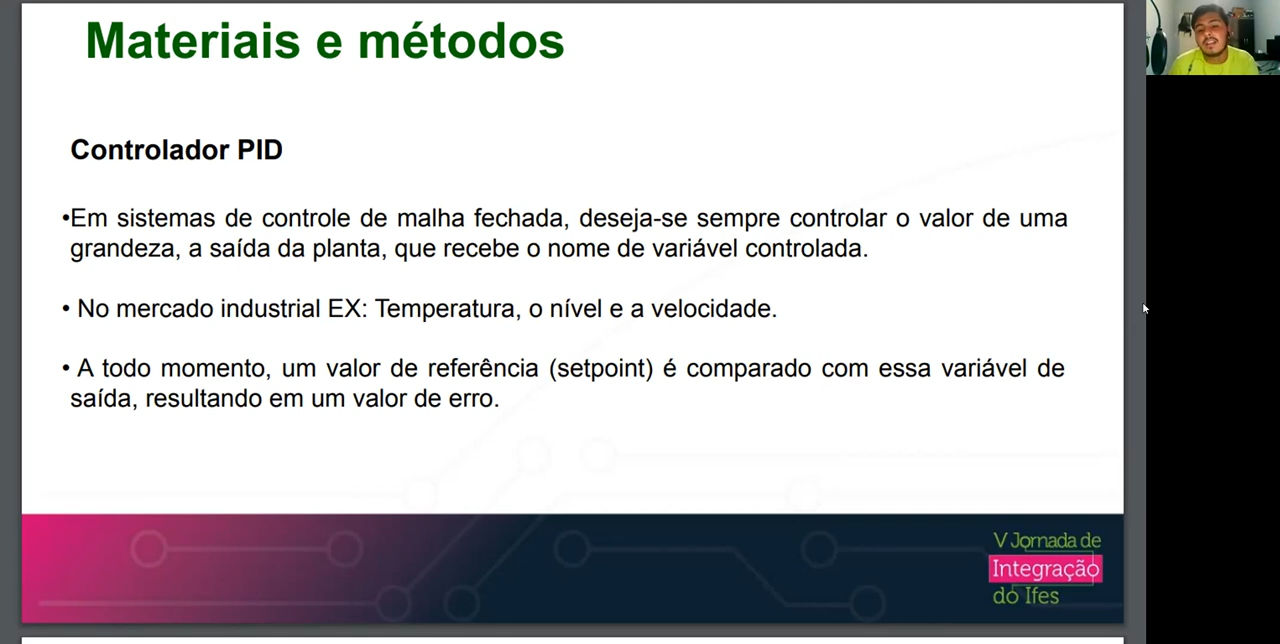 Materiais e métodos
Controlador PID
•Em sistemas de controle de malha fechada, deseja-se sempre controlar o valor de uma
grandeza, a saída da planta, que recebe o nome de variável controlada.
• No mercado industrial EX: Temperatura, o nível e a velocidade.
• A todo momento, um valor de referência (setpoint) é comparado com essa variável de
saída, resultando em um valor de erro.
V Jornada de
Integração
do Ifes